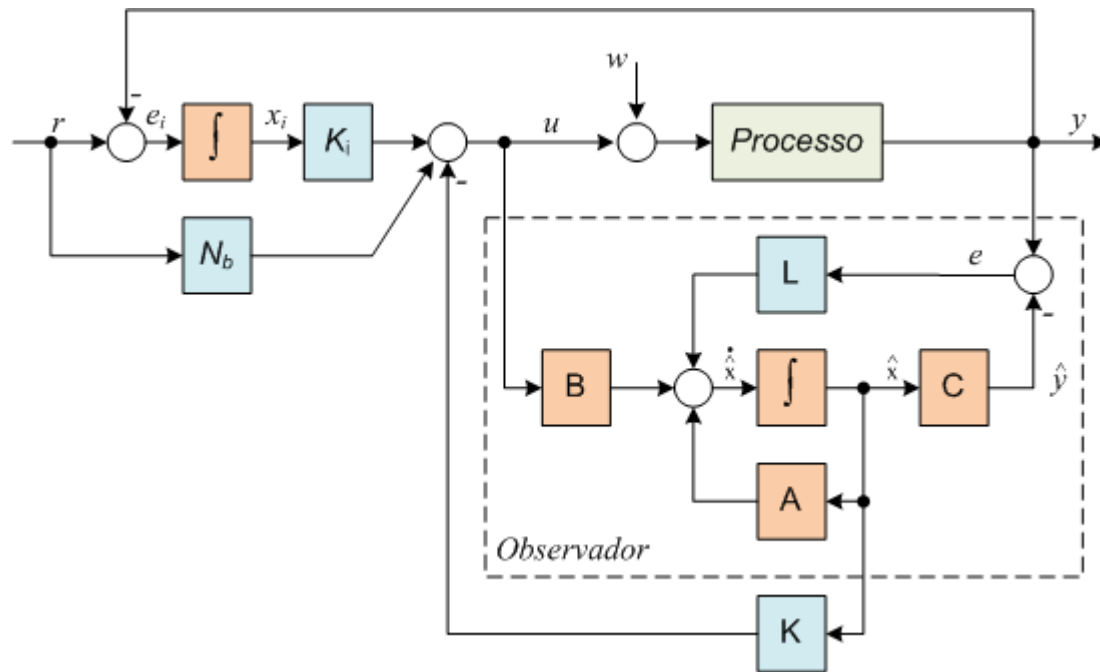 -
w
r
e_i
∫
x_i
K_i
-
u
Processo
y
N_b
L
e
-
B
ẋ̂
∫
x̂
C
ŷ
A
Observador
K